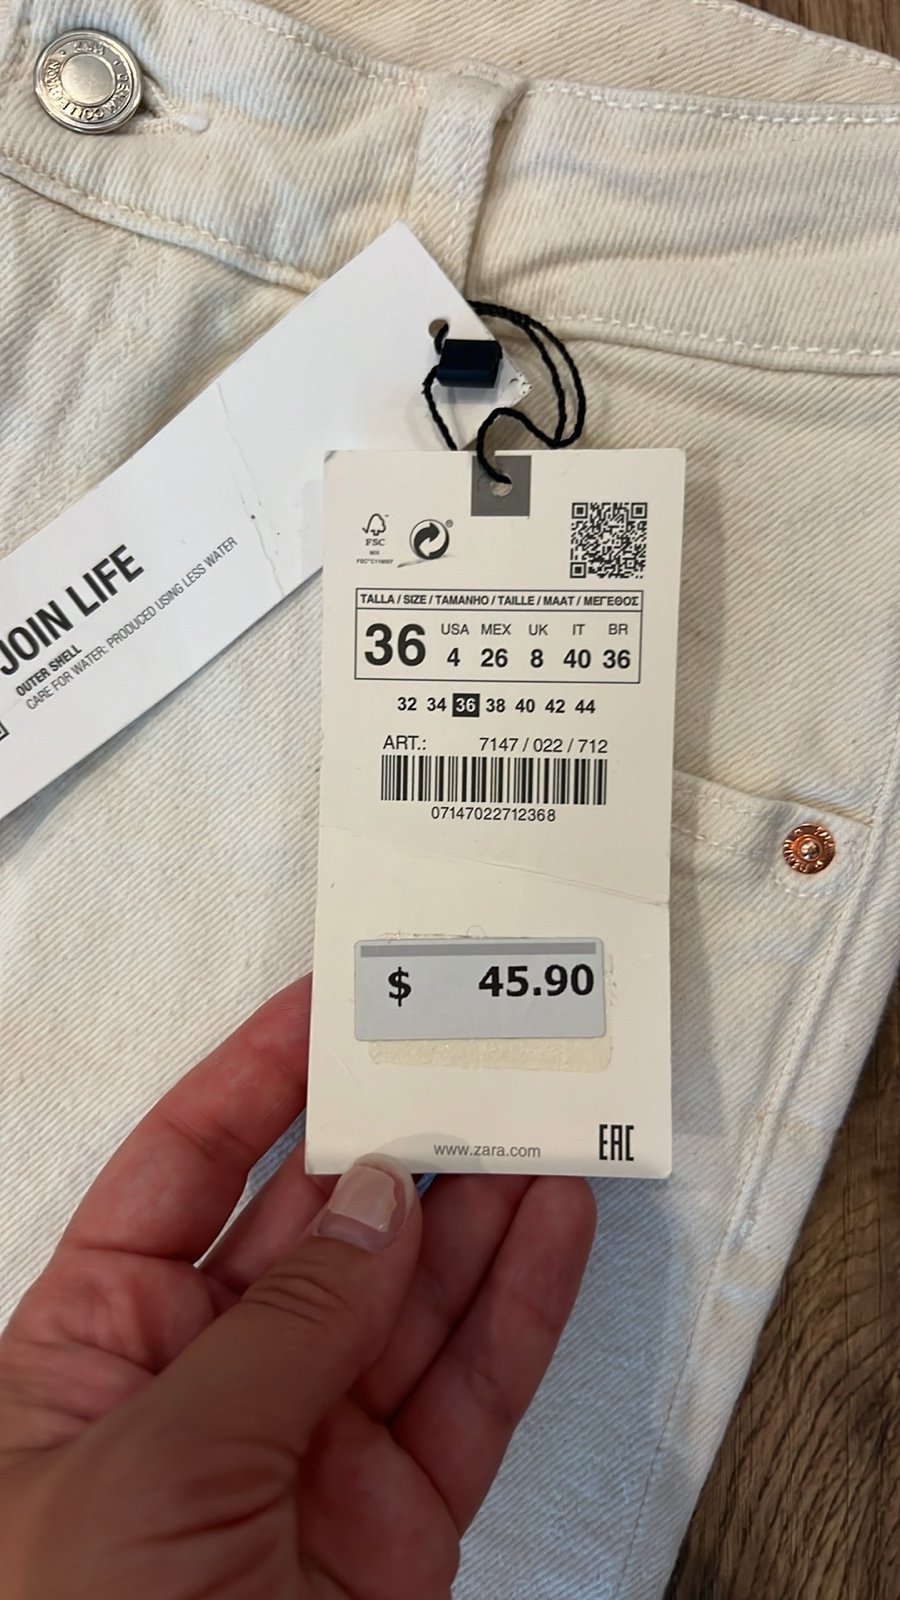 JOIN LIFE
OUTER SHELL
CARE FOR WATER: PRODUCED USING LESS WATER
FSC
MIX
®
TALLA / SIZE / TAMANHO / TAILLE / MAAT / ΜΕΓΕΘΟΣ
36
USA MEX UK IT BR
4 26 8 40 36
32 34 36 38 40 42 44
ART.: 7147 / 022 / 712
07147022712368
$ 45.90
www.zara.com
EAC